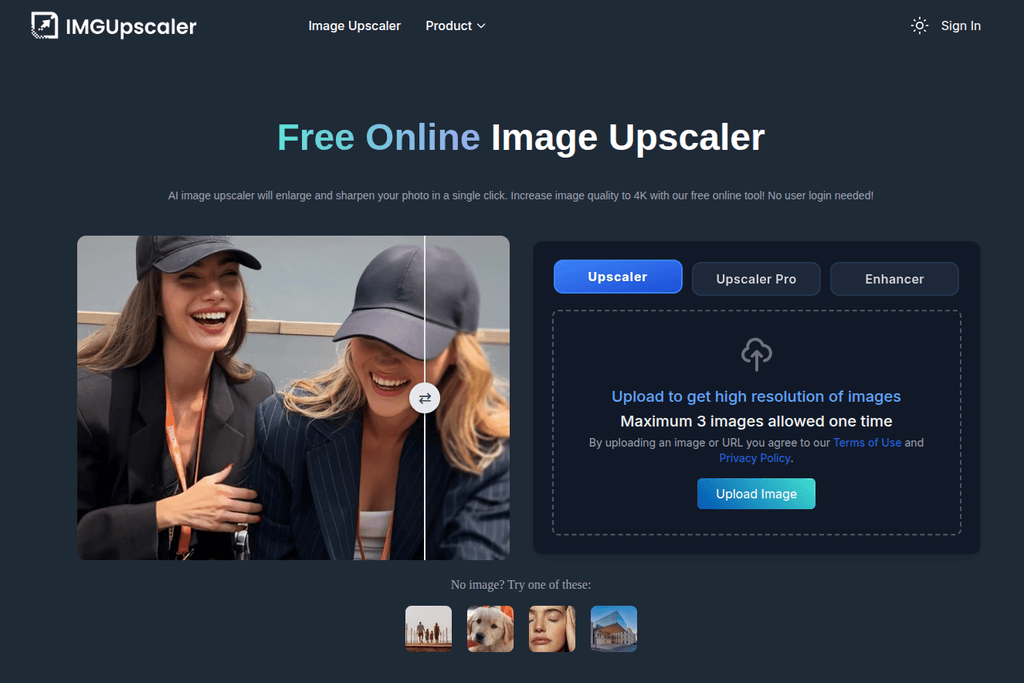 IMGUpscaler
Image Upscaler
Product
Sign In
Free Online Image Upscaler
AI image upscaler will enlarge and sharpen your photo in a single click. Increase image quality to 4K with our free online tool! No user login needed!
Upscaler
Upscaler Pro
Enhancer
Upload to get high resolution of images
Maximum 3 images allowed one time
By uploading an image or URL you agree to our Terms of Use and
Privacy Policy.
Upload Image
No image? Try one of these: